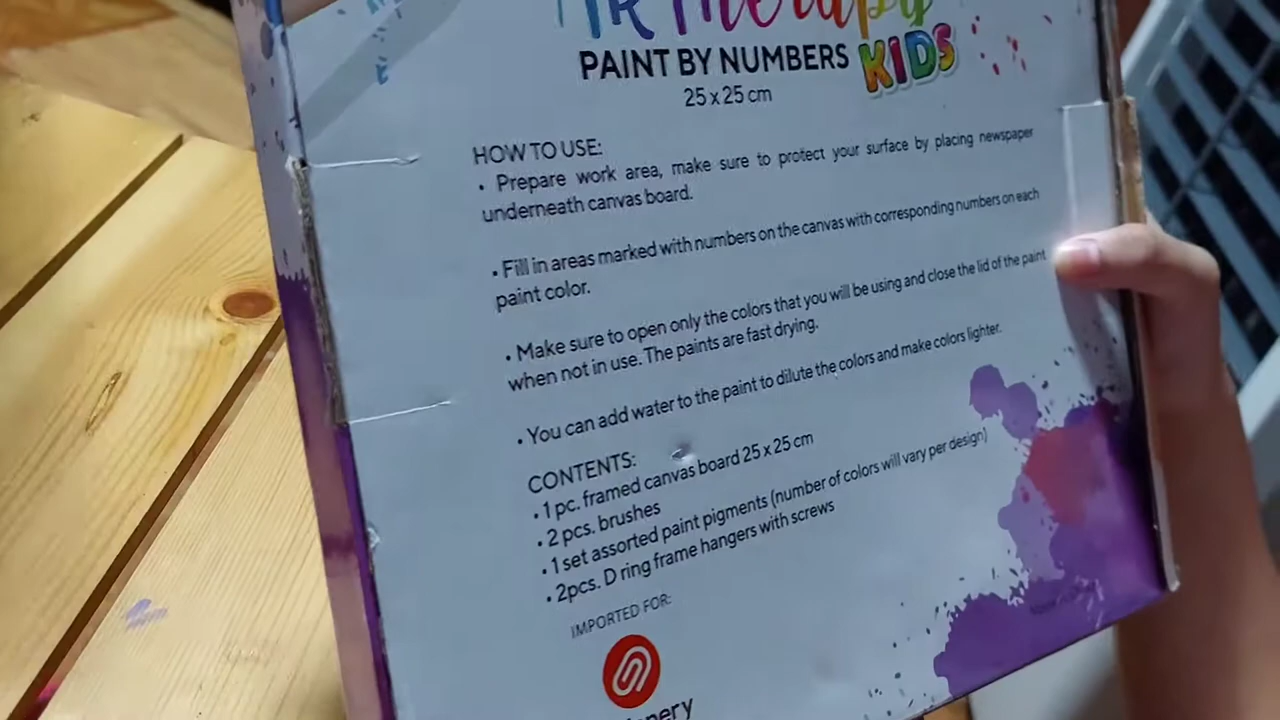 PAINT BY NUMBERS KIDS
25 x 25 cm
HOW TO USE:
• Prepare work area, make sure to protect your surface by placing newspaper
underneath canvas board.
• Fill in areas marked with numbers on the canvas with corresponding numbers on each
paint color.
• Make sure to open only the colors that you will be using and close the lid of the paint
when not in use. The paints are fast drying.
• You can add water to the paint to dilute the colors and make colors lighter.
CONTENTS:
• 1 pc. framed canvas board 25 x 25 cm
• 2 pcs. brushes
• 1 set assorted paint pigments (number of colors will vary per design)
• 2pcs. D ring frame hangers with screws
IMPORTED FOR: